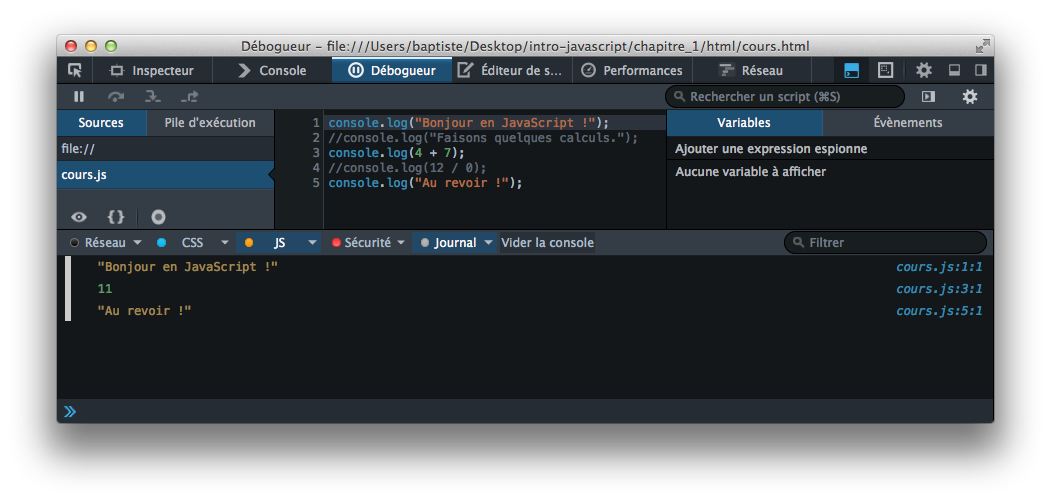 Débogueur – file:///Users/baptiste/Desktop/intro-javascript/chapitre_1/html/cours.html
Inspecteur Console Débogueur Éditeur de s... Performances Réseau
Rechercher un script (⌘S)
Sources Pile d'exécution
file://
cours.js
{}
1 console.log("Bonjour en JavaScript !");
2 //console.log("Faisons quelques calculs.");
3 console.log(4 + 7);
4 //console.log(12 / 0);
5 console.log("Au revoir !");
Variables Évènements
Ajouter une expression espionne
Aucune variable à afficher
Réseau CSS JS Sécurité Journal Vider la console Filtrer
"Bonjour en JavaScript !" cours.js:1:1
11 cours.js:3:1
"Au revoir !" cours.js:5:1